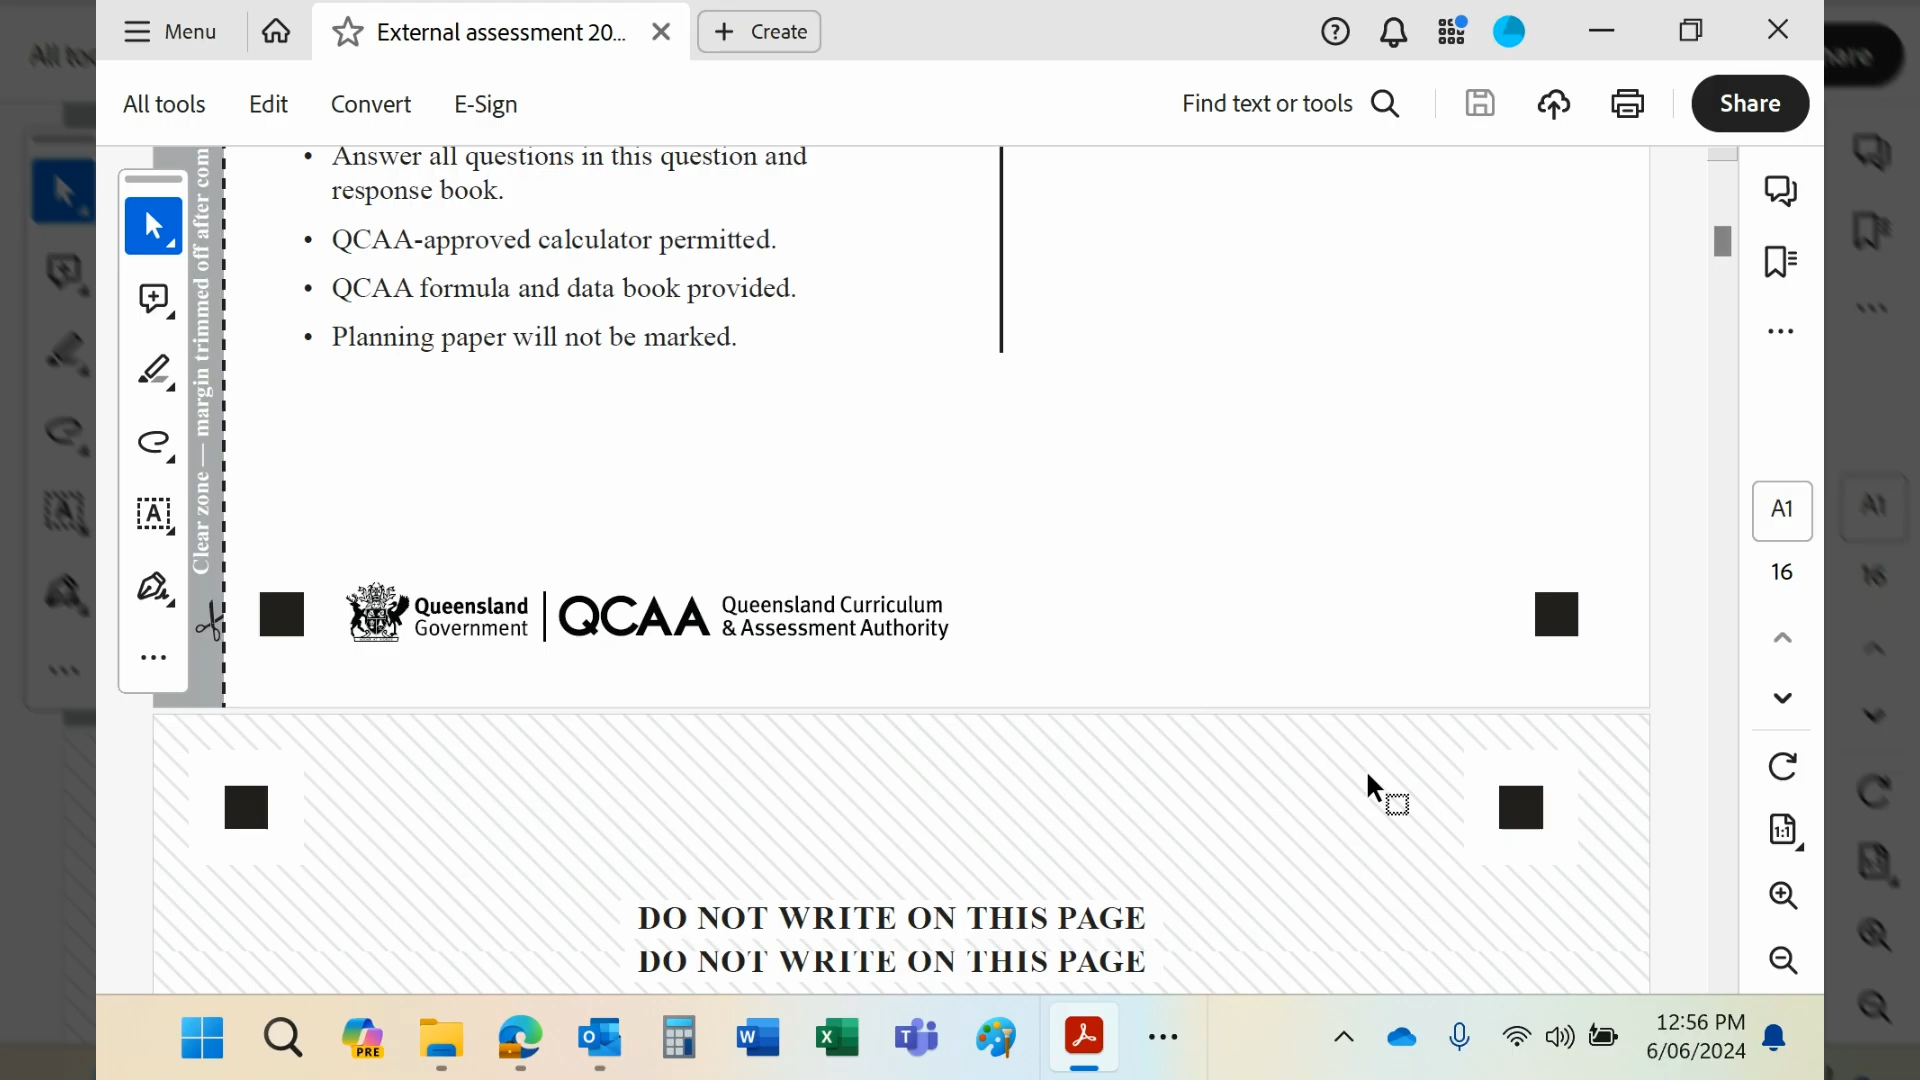 Menu
External assessment 20...
Create
All tools
Edit
Convert
E-Sign
Find text or tools
Share
Answer all questions in this question and
response book.
QCAA-approved calculator permitted.
QCAA formula and data book provided.
Planning paper will not be marked.
Clear zone — margin trimmed off after com
Queensland
Government
QCAA
Queensland Curriculum
& Assessment Authority
DO NOT WRITE ON THIS PAGE
DO NOT WRITE ON THIS PAGE
A1
16
1:1
PRE
12:56 PM
6/06/2024